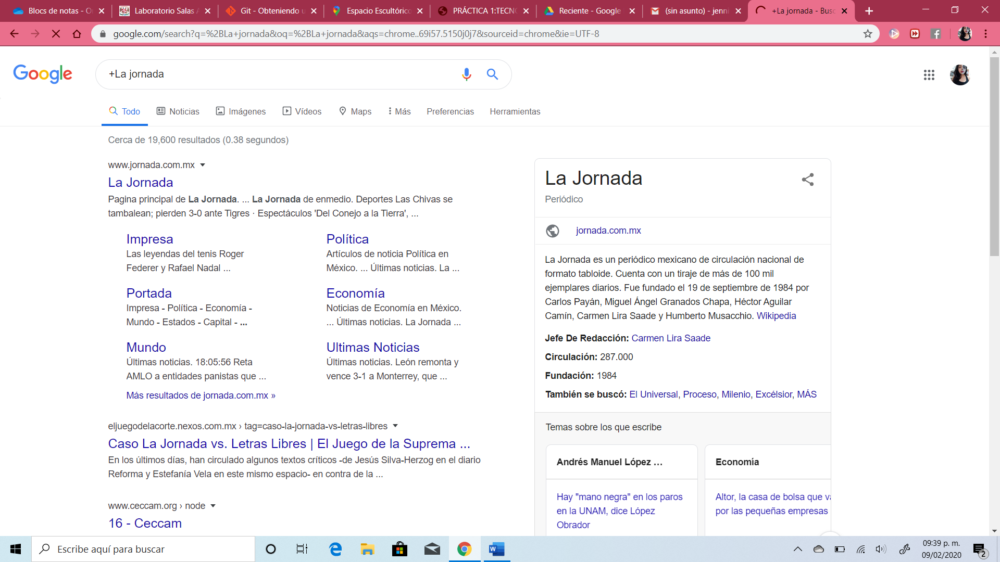 Blocs de notas - O
Laboratorio Salas A
Git - Obteniendo u
Espacio Escultórico
PRÁCTICA 1:TECN
Reciente - Google
(sin asunto) - jenni
+La jornada - Busc
google.com/search?q=%2BLa+jornada&oq=%2BLa+jornada&aqs=chrome..69i57.5150j0j7&sourceid=chrome&ie=UTF-8
Google
+La jornada
Todo
Noticias
Imágenes
Vídeos
Maps
Más
Preferencias
Herramientas
Cerca de 19,600 resultados (0.38 segundos)
www.jornada.com.mx
La Jornada
Pagina principal de La Jornada. ... La Jornada de enmedio. Deportes Las Chivas se
tambalean; pierden 3-0 ante Tigres · Espectáculos 'Del Conejo a la Tierra', ...
Impresa
Las leyendas del tenis Roger
Federer y Rafael Nadal ...
Política
Artículos de noticia Política en
México. ... Últimas noticias. La ...
Portada
Impresa - Política - Economía -
Mundo - Estados - Capital - ...
Economía
Noticias de Economía en México.
... Últimas noticias. La Jornada ...
Mundo
Últimas noticias. 18:05:56 Reta
AMLO a entidades panistas que ...
Ultimas Noticias
Últimas noticias. León remonta y
vence 3-1 a Monterrey, que ...
Más resultados de jornada.com.mx »
eljuegodelacorte.nexos.com.mx › tag=caso-la-jornada-vs-letras-libres
Caso La Jornada vs. Letras Libres | El Juego de la Suprema ...
En los últimos días, han circulado algunos textos críticos -de Jesús Silva-Herzog en el diario
Reforma y Estefanía Vela en este mismo espacio- en contra de la ...
www.ceccam.org › node
16 - Ceccam
La Jornada
Periódico
jornada.com.mx
La Jornada es un periódico mexicano de circulación nacional de
formato tabloide. Cuenta con un tiraje de más de 100 mil
ejemplares diarios. Fue fundado el 19 de septiembre de 1984 por
Carlos Payán, Miguel Ángel Granados Chapa, Héctor Aguilar
Camín, Carmen Lira Saade y Humberto Musacchio. Wikipedia
Jefe De Redacción: Carmen Lira Saade
Circulación: 287.000
Fundación: 1984
También se buscó: El Universal, Proceso, Milenio, Excélsior, MÁS
Temas sobre los que escribe
Andrés Manuel López ...
Hay "mano negra" en los paros
en la UNAM, dice López
Obrador
Economía
Altor, la casa de bolsa que va
por las pequeñas empresas
Escribe aquí para buscar
09:39 p. m.
09/02/2020
2